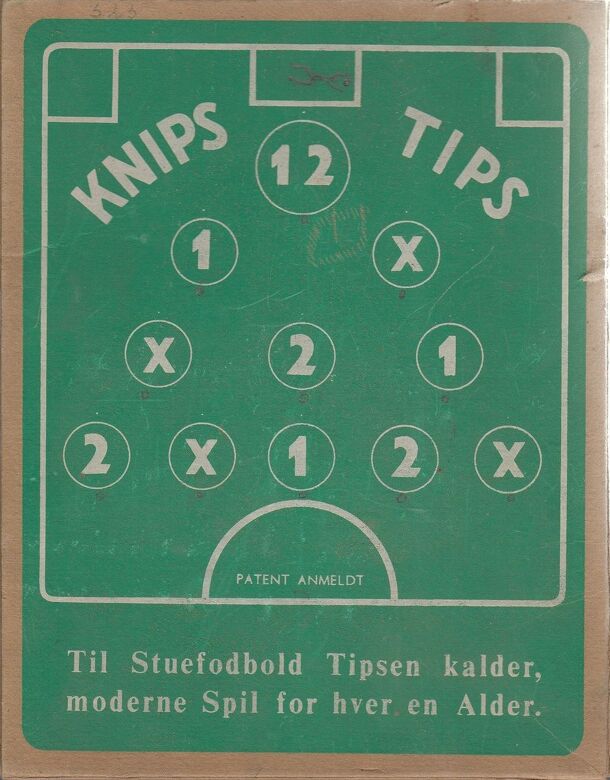 KNIPS TIPS
12
1 X
X 2 1
2 X 1 2 X
PATENT ANMELDT
Til Stuefodbold Tipsen kalder,
moderne Spil for hver en Alder.